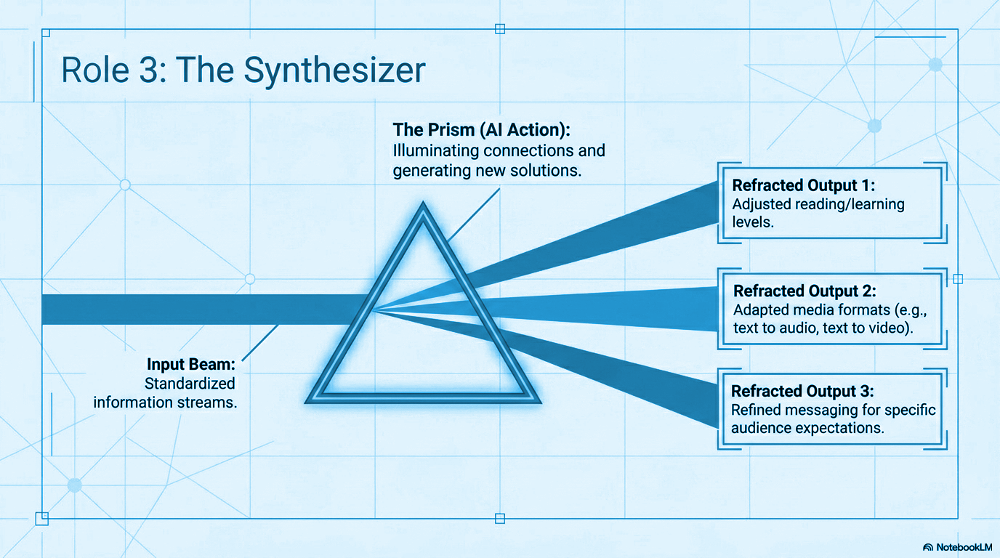 Role 3: The Synthesizer
The Prism (AI Action):
Illuminating connections and
generating new solutions.
Input Beam:
Standardized
information streams.
Refracted Output 1:
Adjusted reading/learning
levels.
Refracted Output 2:
Adapted media formats (e.g.,
text to audio, text to video).
Refracted Output 3:
Refined messaging for specific
audience expectations.
NotebookLM